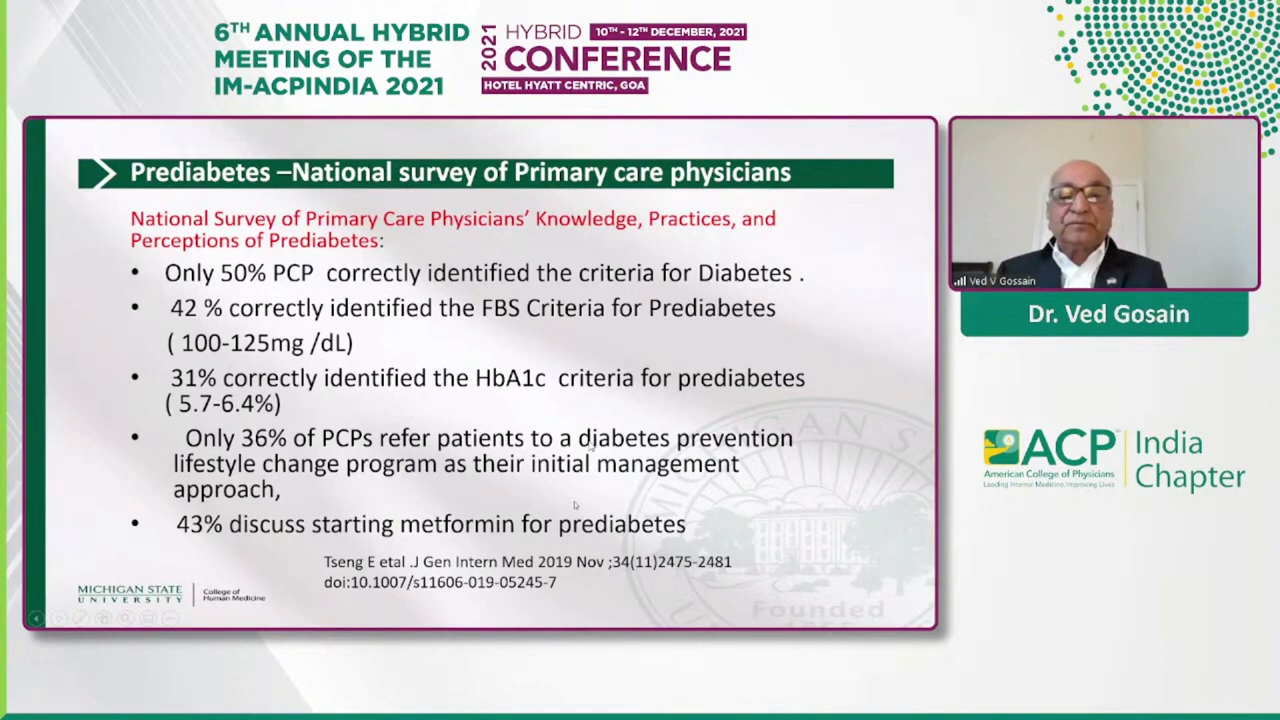 6TH ANNUAL HYBRID
MEETING OF THE
IM-ACPINDIA 2021
2021
HYBRID 10TH - 12TH DECEMBER, 2021
CONFERENCE
HOTEL HYATT CENTRIC, GOA
Prediabetes –National survey of Primary care physicians
National Survey of Primary Care Physicians’ Knowledge, Practices, and
Perceptions of Prediabetes:
• Only 50% PCP correctly identified the criteria for Diabetes .
• 42 % correctly identified the FBS Criteria for Prediabetes
( 100-125mg /dL)
• 31% correctly identified the HbA1c criteria for prediabetes
( 5.7-6.4%)
• Only 36% of PCPs refer patients to a diabetes prevention
lifestyle change program as their initial management
approach,
• 43% discuss starting metformin for prediabetes
Tseng E etal .J Gen Intern Med 2019 Nov ;34(11)2475-2481
doi:10.1007/s11606-019-05245-7
MICHIGAN STATE
UNIVERSITY
College of
Human Medicine
MICHIGAN S
Founded
Ved V Gossain
Dr. Ved Gosain
ACP
American College of Physicians
Leading Internal Medicine, Improving Lives
India
Chapter